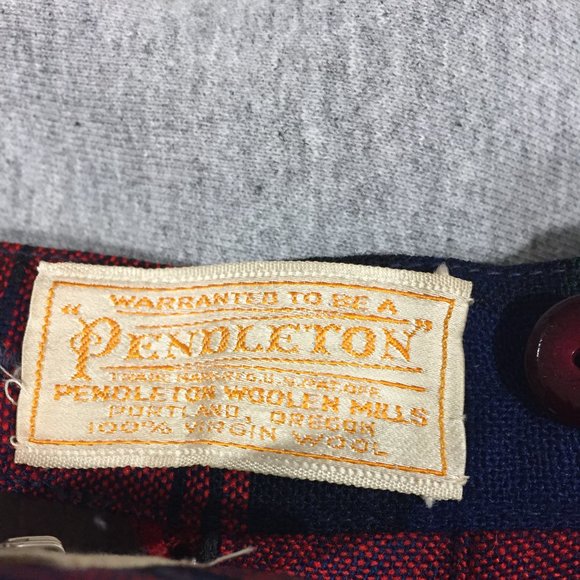 WARRANTED TO BE A
"PENDLETON"
TRADE MARK REG. U.S. PAT. OFF.
PENDLETON WOOLEN MILLS
PORTLAND, OREGON
100% VIRGIN WOOL